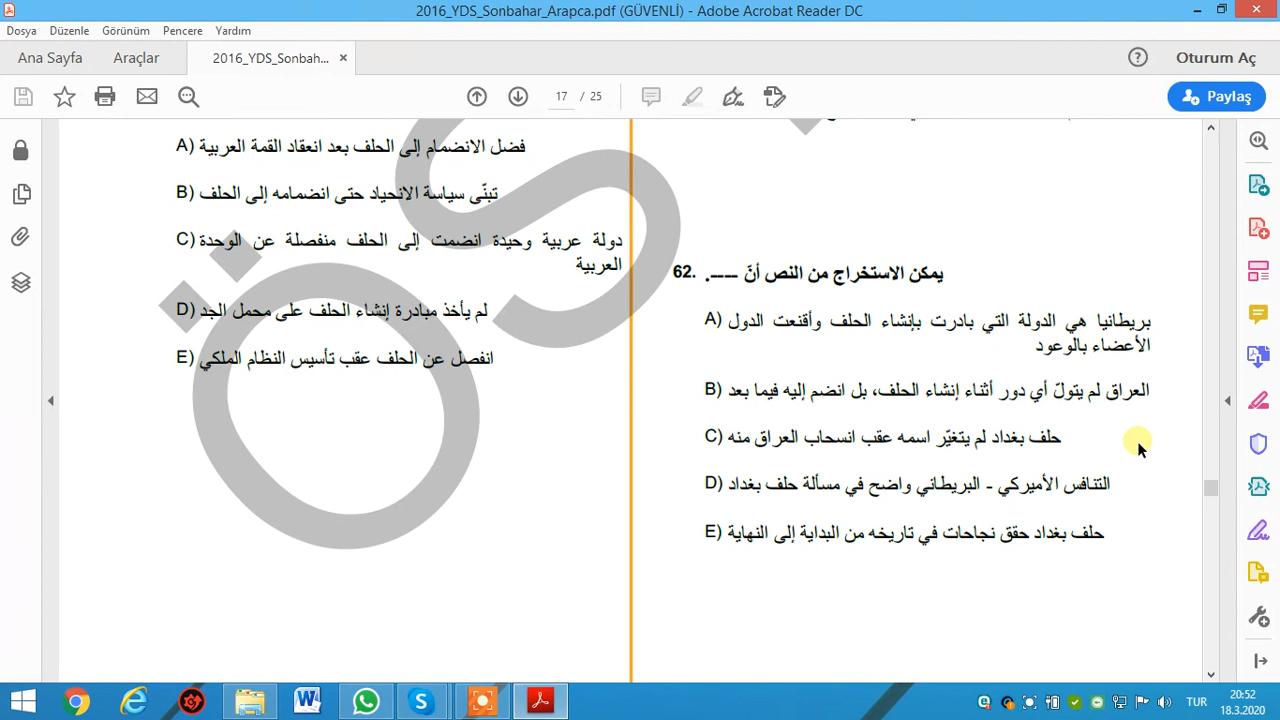 2016_YDS_Sonbahar_Arapca.pdf (GÜVENLİ) - Adobe Acrobat Reader DC
Dosya Düzenle Görünüm Pencere Yardım
Ana Sayfa Araçlar 2016_YDS_Sonbah... × Oturum Aç
17 / 25 Paylaş
A) فضل الانضمام إلى الحلف بعد انعقاد القمة العربية
B) تبنّى سياسة الانحياد حتى انضمامه إلى الحلف
C) دولة عربية وحيدة انضمت إلى الحلف منفصلة عن الوحدة
العربية
D) لم يأخذ مبادرة إنشاء الحلف على محمل الجد
E) انفصل عن الحلف عقب تأسيس النظام الملكي
62. يمكن الاستخراج من النص أنّ ----.
A) بريطانيا هي الدولة التي بادرت بإنشاء الحلف وأقنعت الدول
الأعضاء بالوعود
B) العراق لم يتولّ أي دور أثناء إنشاء الحلف، بل انضم إليه فيما بعد
C) حلف بغداد لم يتغيّر اسمه عقب انسحاب العراق منه
D) التنافس الأميركي - البريطاني واضح في مسألة حلف بغداد
E) حلف بغداد حقق نجاحات في تاريخه من البداية إلى النهاية
TUR
20:52
18.3.2020